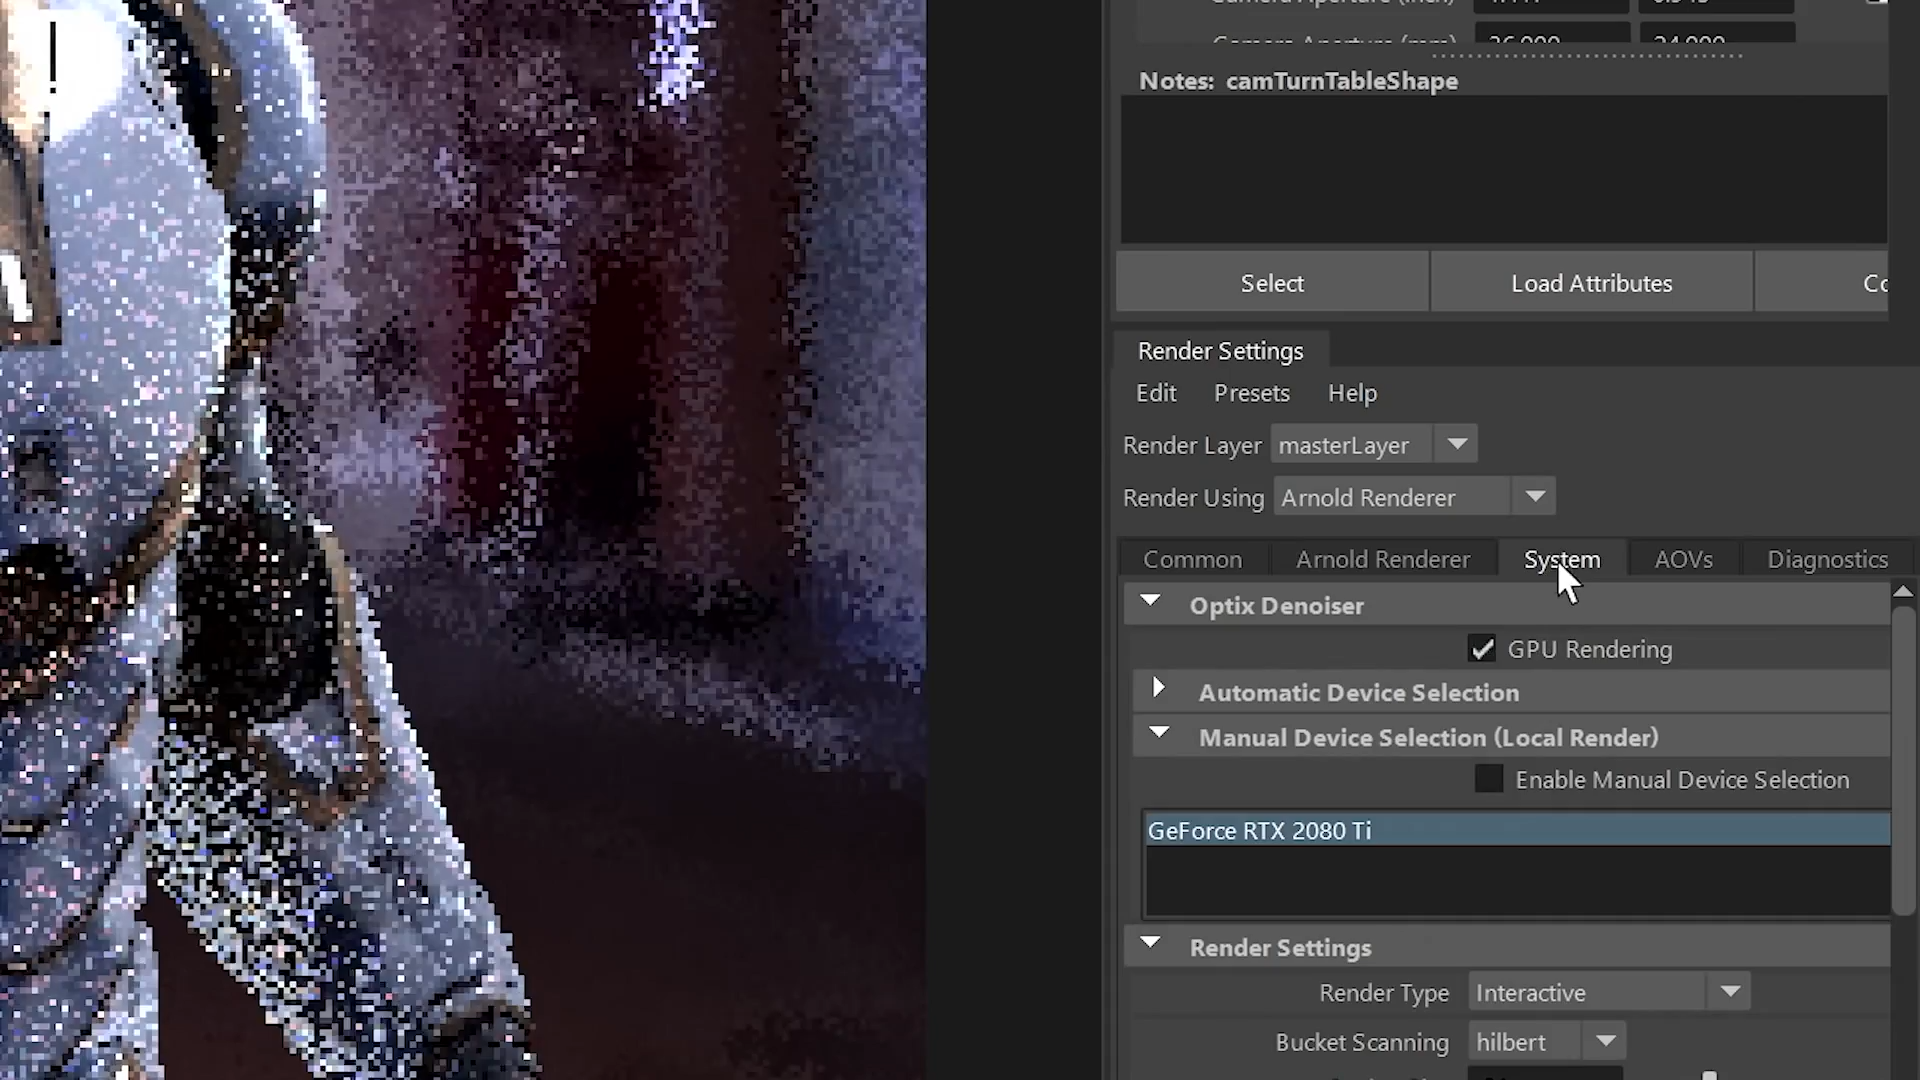 Notes: camTurnTableShape
Select
Load Attributes
Render Settings
Edit Presets Help
Render Layer masterLayer
Render Using Arnold Renderer
Common Arnold Renderer System AOVs Diagnostics
Optix Denoiser
GPU Rendering
Automatic Device Selection
Manual Device Selection (Local Render)
Enable Manual Device Selection
GeForce RTX 2080 Ti
Render Settings
Render Type Interactive
Bucket Scanning hilbert